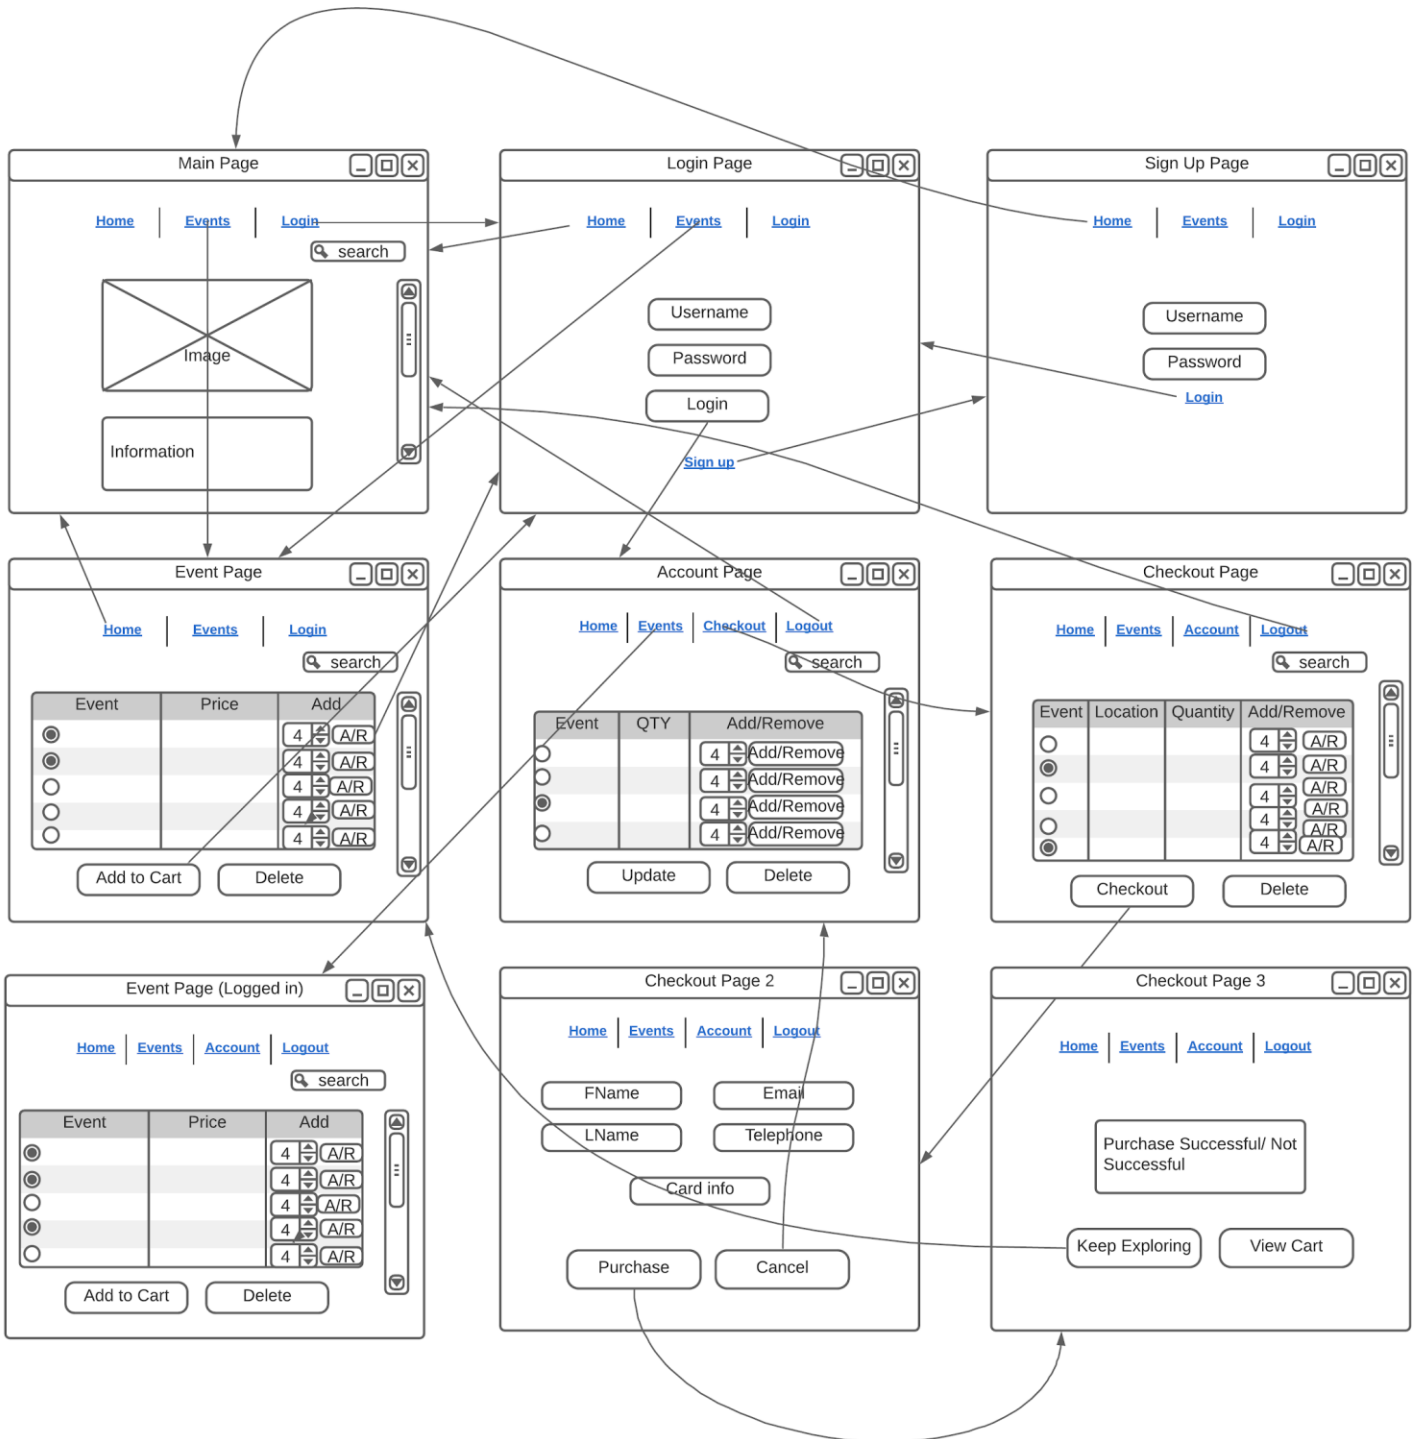 Main Page
Home
Events
Login
search
Image
Information
Login Page
Home
Events
Login
Username
Password
Login
Sign up
Sign Up Page
Home
Events
Login
Username
Password
Login
Event Page
Home
Events
Login
search
Event Price Add
4 A/R
4 A/R
4 A/R
4 A/R
4 A/R
Add to Cart
Delete
Account Page
Home
Events
Checkout
Logout
search
Event QTY Add/Remove
4 Add/Remove
4 Add/Remove
4 Add/Remove
4 Add/Remove
Update
Delete
Checkout Page
Home
Events
Account
Logout
search
Event Location Quantity Add/Remove
4 A/R
4 A/R
4 A/R
4 A/R
4 A/R
A/R
Checkout
Delete
Event Page (Logged in)
Home
Events
Account
Logout
search
Event Price Add
4 A/R
4 A/R
4 A/R
4 A/R
4 A/R
Add to Cart
Delete
Checkout Page 2
Home
Events
Account
Logout
FName
Email
LName
Telephone
Card info
Purchase
Cancel
Checkout Page 3
Home
Events
Account
Logout
Purchase Successful/ Not
Successful
Keep Exploring
View Cart